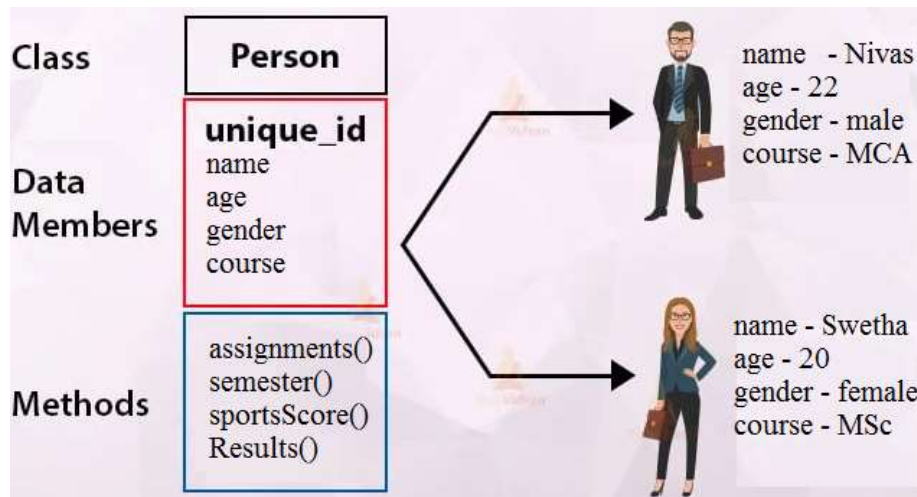 Class
Person
Data
Members
unique_id
name
age
gender
course
Methods
assignments()
semester()
sportsScore()
Results()
name - Nivas
age - 22
gender - male
course - MCA
name - Swetha
age - 20
gender - female
course - MSc